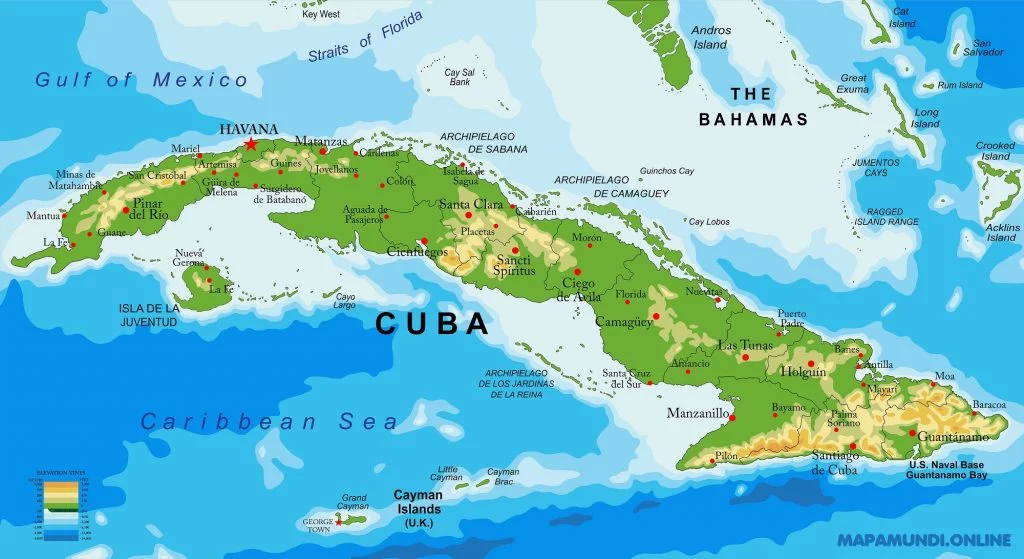 Key West
Straits of Florida
Gulf of Mexico
Cay Sal
Bank
Andros
Island
THE
BAHAMAS
Cat
Island
San
Salvador
Great
Exuma
Rum Island
Long
Island
Crooked
Island
JUMENTOS
CAYS
RAGGED
ISLAND RANGE
Acklins
Island
HAVANA
Mariel
Matanzas
Cárdenas
ARCHIPIELAGO
DE SABANA
Artemisa
Guines
Jovellanos
Isabela de
Sagua
Guinchos Cay
Minas de
Matahambre
San Cristóbal
Güira de
Melena
Surgidero
de Batabanó
Colón
ARCHIPIELAGO
DE CAMAGUEY
Mantua
Pinar
del Río
Aguada de
Pasajeros
Santa Clara
Caibarién
Cay Lobos
La Fe
Guane
Placetas
Cienfuegos
Sancti
Spíritus
Morón
Nueva
Gerona
La Fe
Ciego
de Avila
ISLA DE LA
JUVENTUD
Cayo
Largo
CUBA
Florida
Nuevitas
Camagüey
Puerto
Padre
Las Tunas
Banes
Antilla
ARCHIPIELAGO
DE LOS JARDINAS
DE LA REINA
Santa Cruz
del Sur
Amancio
Holguín
Mayarí
Moa
Caribbean Sea
Manzanillo
Bayamo
Palma
Soriano
Baracoa
Guantánamo
Pilón
Santiago
de Cuba
U.S. Naval Base
Guantanamo Bay
Little
Cayman
Cayman
Brac
Grand
Cayman
Cayman
Islands
(U.K.)
GEORGE
TOWN
ELEVATION TINTS
MAPAMUNDI.ONLINE